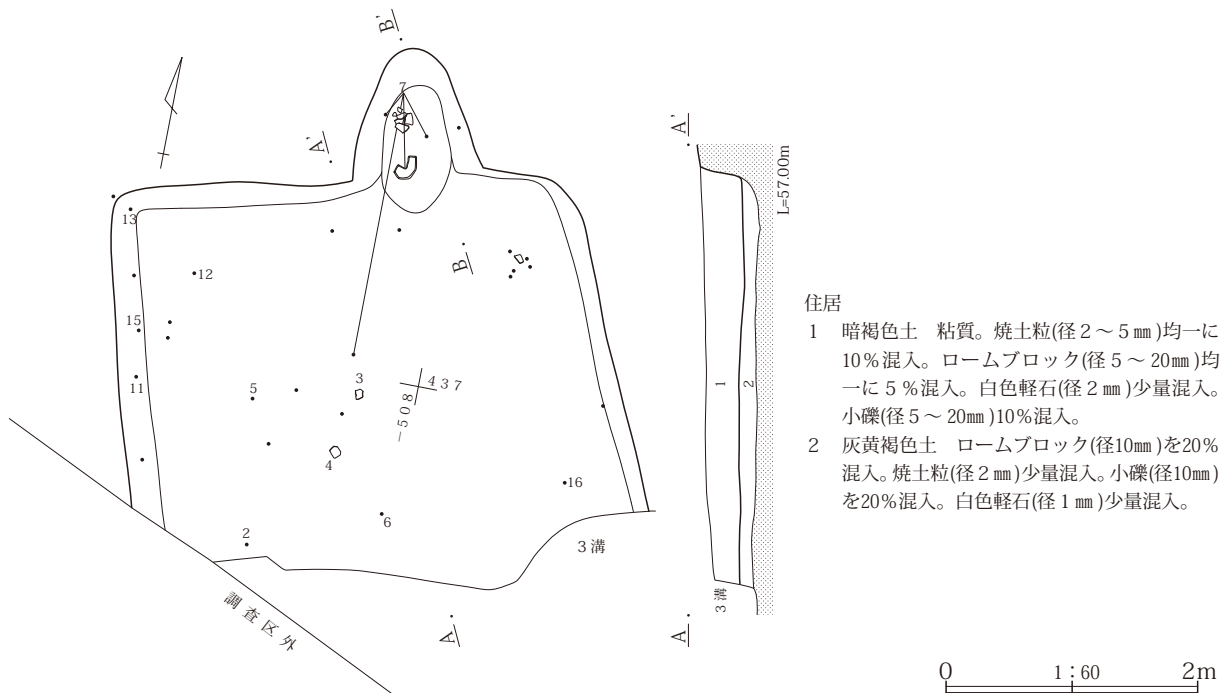 B'
7
A'
A'
L=57.00m
13
12
B
15
11
5
3
437
-508
4
16
6
2
3溝
調査区外
A
1
2
3溝
A
住居
1 暗褐色土 粘質。焼土粒(径2~5㎜)均一に
10%混入。ロームブロック(径5~20㎜)均
一に5%混入。白色軽石(径2㎜)少量混入。
小礫(径5~20㎜)10%混入。
2 灰黄褐色土 ロームブロック(径10㎜)を20%
混入。焼土粒(径2㎜)少量混入。小礫(径10㎜)
を20%混入。白色軽石(径1㎜)少量混入。
0 1:60 2m